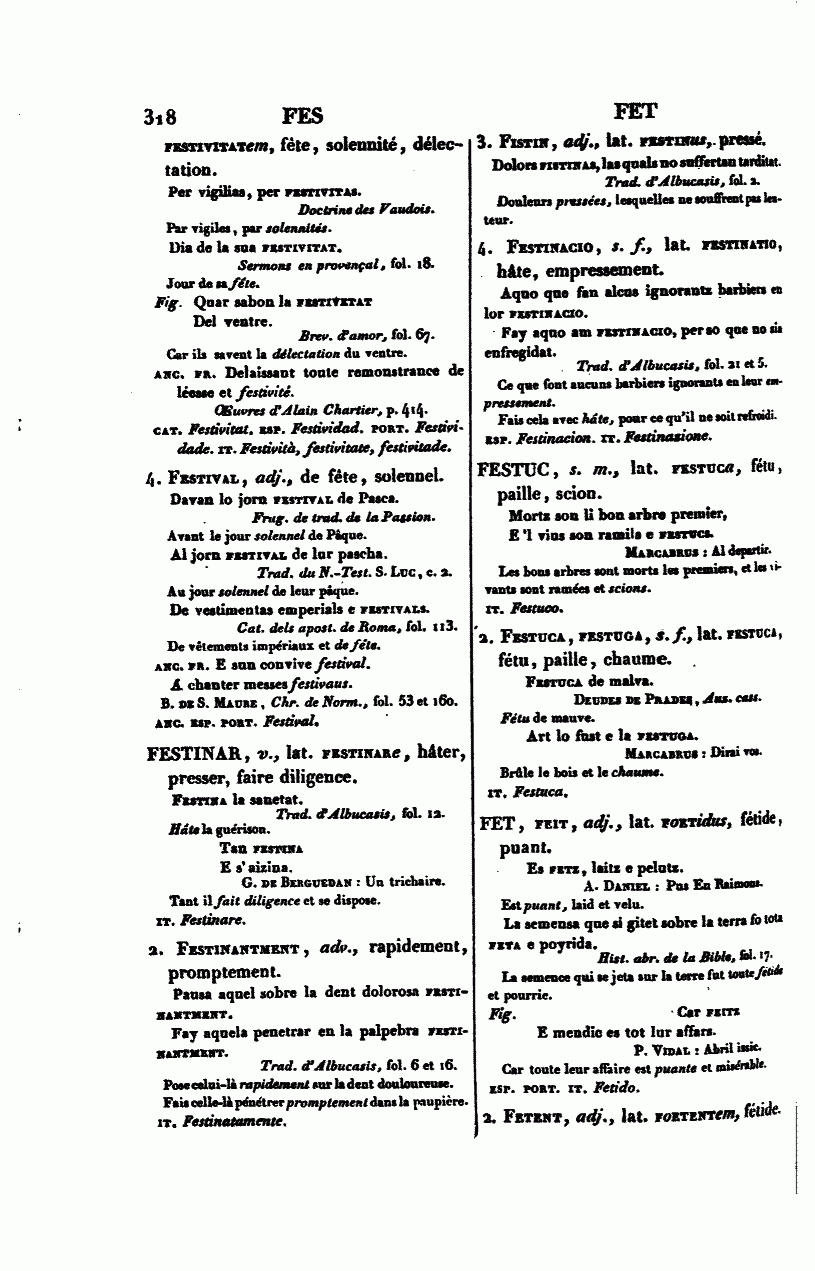 318 FES FET
FESTIVITATem, fête, solennité, délec-
tation.
Per vigilias, per FESTIVITAS.
Doctrine des Vaudois.
Par vigiles, par solennités.
Dia de la sua FESTIVITAT.
Sermons en provençal, fol. 18.
Jour de sa fête.
Fig. Quar sabon la FESTIVETAT
Del ventre.
Brev. d'amor, fol. 67.
Car ils savent la délectation du ventre.
ANC. FR. Delaissant toute remonstrance de
léesse et festivité.
Œuvres d'Alain Chartier, p. 414.
CAT. Festivitat. ESP. Festividad. PORT. Festivi-
dade. IT. Festività, festivitate, festivitade.
4. FESTIVAL, adj., de fête, solennel.
Davan lo jorn FESTIVAL de Pasca.
Frag. de trad. de la Passion.
Avant le jour solennel de Pâque.
Al jorn FESTIVAL de lur pascha.
Trad. du N.-Test. S. LUC, c. 2.
Au jour solennel de leur pâque.
De vestimentas emperials e FESTIVALS.
Cat. dels apost. de Roma, fol. 113.
De vêtements impériaux et de fête.
ANC. FR. E son convive festival.
A chanter messes festivaus.
B. DE S. MAURE, Chr. de Norm., fol. 53 et 160.
ANC. ESP. PORT. Festival.
FESTINAR, v., lat. FESTINARe, hâter,
presser, faire diligence.
FESTINA la sanetat.
Trad. d'Albucasis, fol. 12.
Hâte la guérison.
Tan FESTINA
E s'aizina.
G. DE BERGUEDAN : Un trichaire.
Tant il fait diligence et se dispose.
IT. Festinare.
2. FESTINANTMENT, adv., rapidement,
promptement.
Pausa aquel sobre la dent dolorosa FESTI-
NANTMENT.
Fay aquela penetrar en la palpebra FESTI-
NANTMENT.
Trad. d'Albucasis, fol. 6 et 16.
Pose celui-là rapidement sur la dent douloureuse.
Fais celle-là pénétrer promptement dans la paupière.
IT. Festinatamente.
3. FISTIN, adj., lat. FESTINus, pressé.
Dolors FISTINAS, las quals no suffertan tarditat.
Trad. d'Albucasis, fol. 2.
Douleurs pressées, lesquelles ne souffrent pas len-
teur.
4. FESTINACIO, s. f., lat. FESTINATIO,
hâte, empressement.
Aquo que fan alcus ignorantz barbiers en
lor FESTINACIO.
Fay aquo am FESTINACIO, per so que no sia
enfregidat.
Trad. d'Albucasis, fol. 21 et 5.
Ce que font aucuns barbiers ignorants en leur em-
pressement.
Fais cela avec hâte, pour ce qu'il ne soit refroidi.
ESP. Festinacion. IT. Festinazione.
FESTUC, s. m., lat. FESTUCa, fétu,
paille, scion.
Mortz son li bon arbre premier,
E 'l vius son ramils e FESTUCS.
MARCABRUS : Al departir.
Les bons arbres sont morts les premiers, et les vi-
vants sont ramées et scions.
IT. Festuco.
2. FESTUCA, FESTUGA, s. f., lat. FESTUCA,
fétu, paille, chaume.
FESTUCA de malva.
DEUDES DE PRADES, Aus. cass.
Fétu de mauve.
Art lo fust e la FESTUGA.
MARCABRUS : Dirai vos.
Brûle le bois et le chaume.
IT. Festuca.
FET, FEIT, adj., lat. FOETidus, fétide,
puant.
Es FETZ, laitz e pelutz.
A. DANIEL : Pus En Raimons.
Est puant, laid et velu.
La semensa que si gitet sobre la terra fo tota
FETA e poyrida.
Hist. abr. de la Bible, fol. 17.
La semence qui se jeta sur la terre fut toute fétide
et pourrie.
Fig. Car FEITZ
E mendic es tot lur affars.
P. VIDAL : Abril issic.
Car toute leur affaire est puante et misérable.
ESP. PORT. IT. Fetido.
2. FETENT, adj., lat. FOETENTem, fétide.